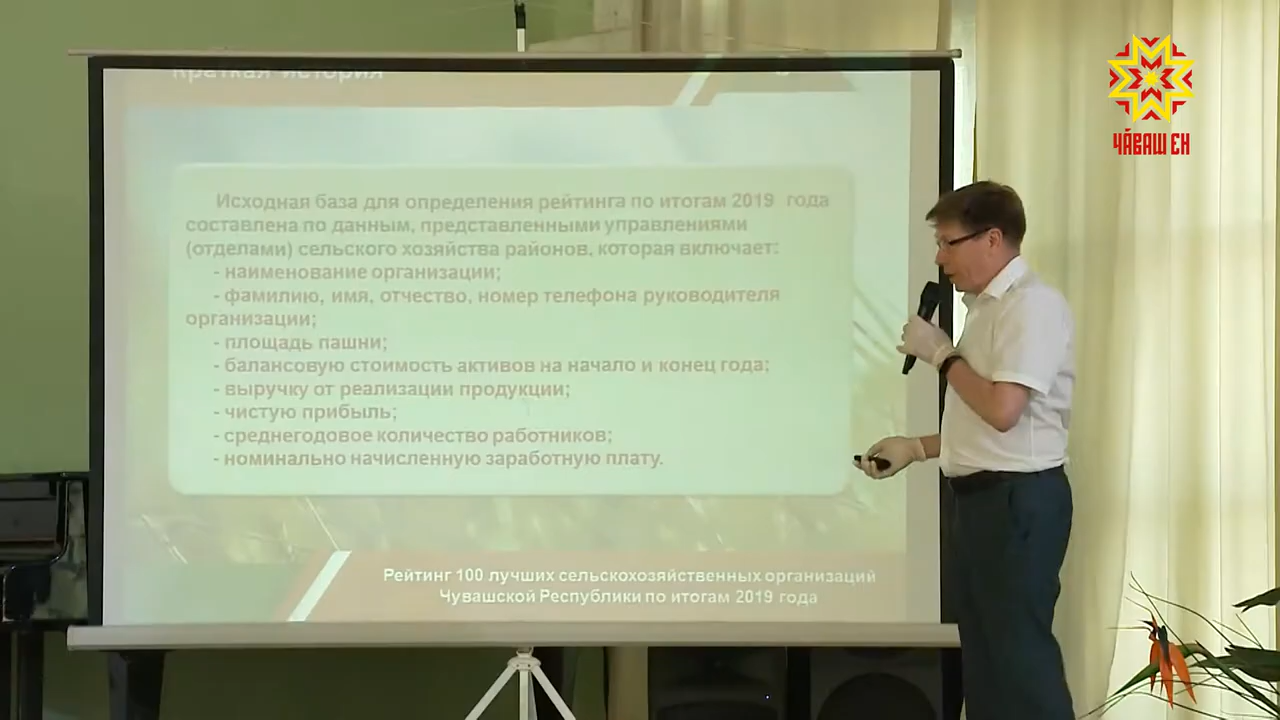 Краткая история
Исходная база для определения рейтинга по итогам 2019 года
составлена по данным, представленными управлениями
(отделами) сельского хозяйства районов, которая включает:
- наименование организации;
- фамилию, имя, отчество, номер телефона руководителя
организации;
- площадь пашни;
- балансовую стоимость активов на начало и конец года;
- выручку от реализации продукции;
- чистую прибыль;
- среднегодовое количество работников;
- номинально начисленную заработную плату.
Рейтинг 100 лучших сельскохозяйственных организаций
Чувашской Республики по итогам 2019 года
ЧӐВАШ ЕН